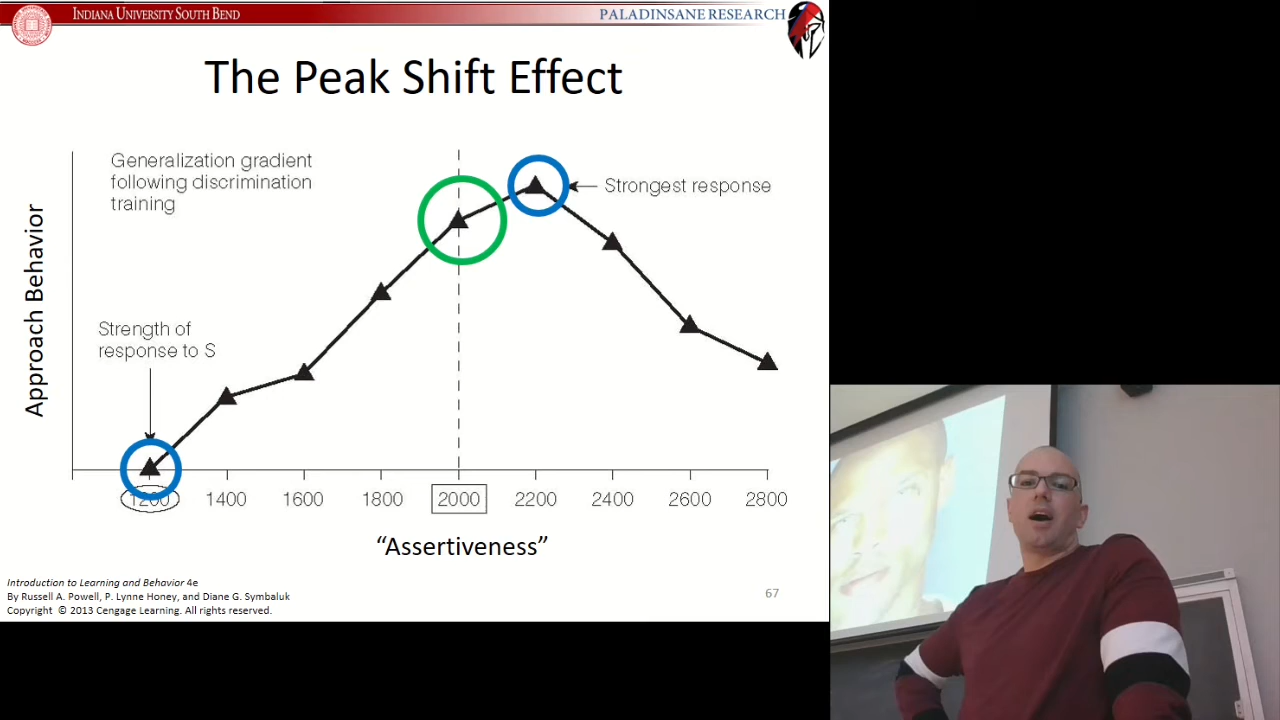 INDIANA UNIVERSITY SOUTH BEND
PALADINSANE RESEARCH
The Peak Shift Effect
Generalization gradient
following discrimination
training
Strongest response
Strength of
response to S
Approach Behavior
1200 1400 1600 1800 2000 2200 2400 2600 2800
“Assertiveness”
Introduction to Learning and Behavior 4e
By Russell A. Powell, P. Lynne Honey, and Diane G. Symbaluk
Copyright © 2013 Cengage Learning. All rights reserved.
67